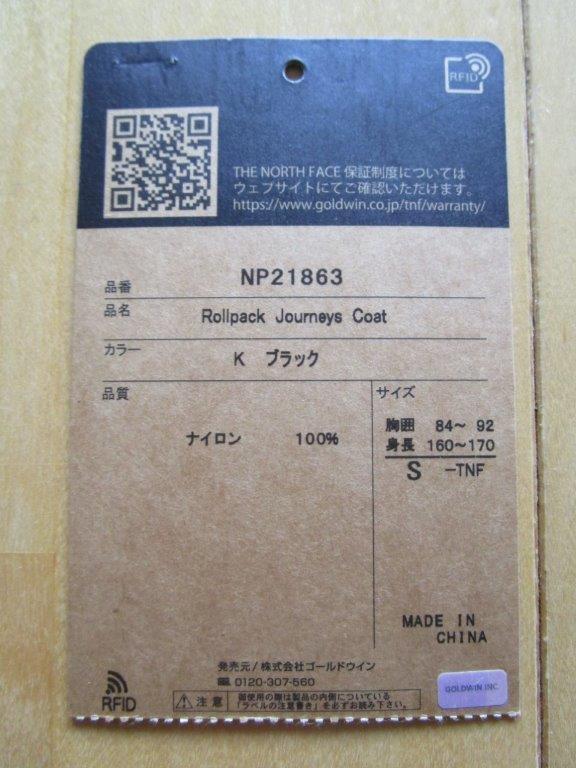 RFID
THE NORTH FACE 保証制度については
ウェブサイトにてご確認いただけます。
https://www.goldwin.co.jp/tnf/warranty/
品番 NP21863
品名 Rollpack Journeys Coat
カラー K ブラック
品質
ナイロン 100%
サイズ
胸囲 84～ 92
身長 160～170
S -TNF
MADE IN
CHINA
発売元/株式会社ゴールドウイン
0120-307-560
RFID
注意
御使用の際は製品の内側についている
「ラベルの注意書き」を必ずお読み下さい。
GOLDWIN INC.